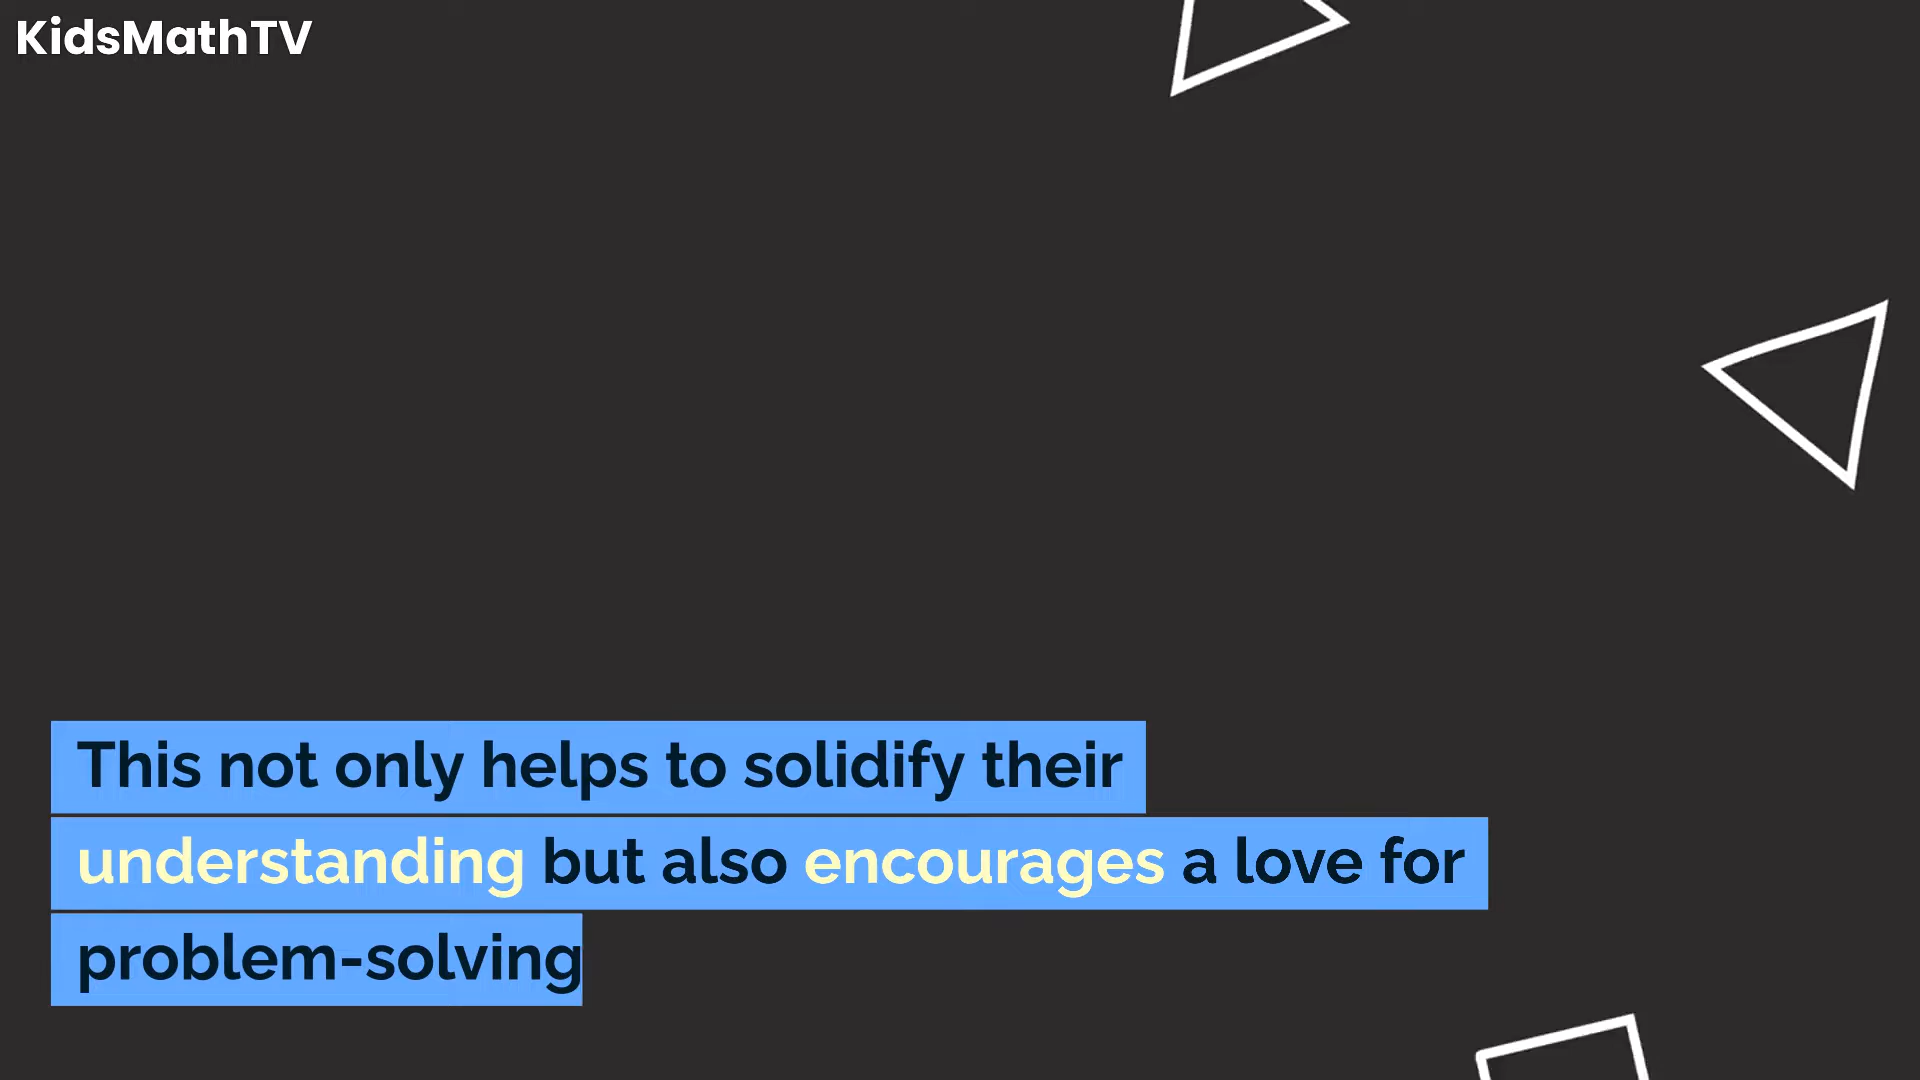 KidsMathTV
This not only helps to solidify their
understanding but also encourages a love for
problem-solving